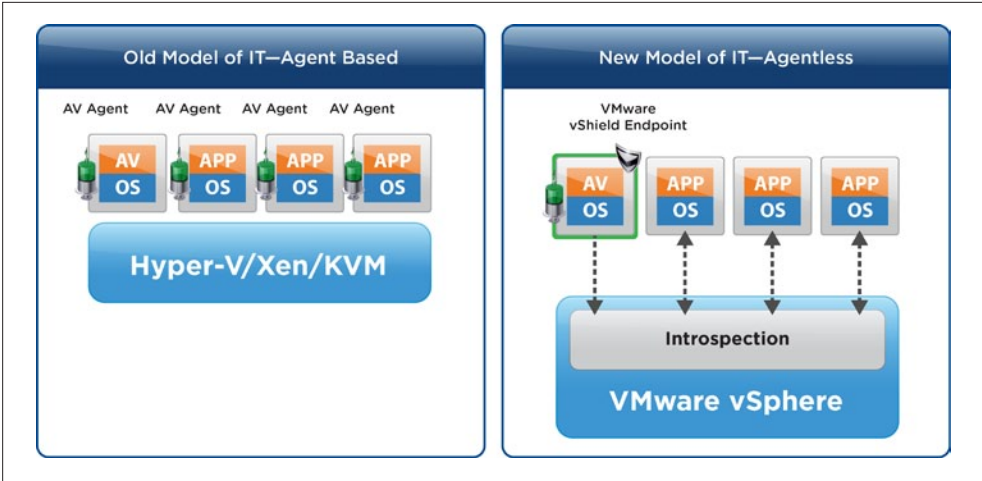 Old Model of IT—Agent Based
AV Agent AV Agent AV Agent AV Agent
AV APP APP APP
OS OS OS OS
Hyper-V/Xen/KVM
New Model of IT—Agentless
VMware
vShield Endpoint
AV APP APP APP
OS OS OS OS
Introspection
VMware vSphere